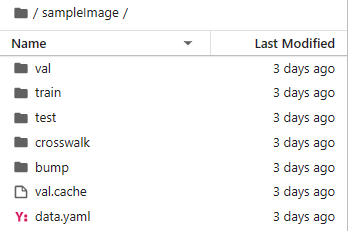 / sampleImage /
Name Last Modified
val 3 days ago
train 3 days ago
test 3 days ago
crosswalk 3 days ago
bump 3 days ago
val.cache 3 days ago
Y: data.yaml 3 days ago